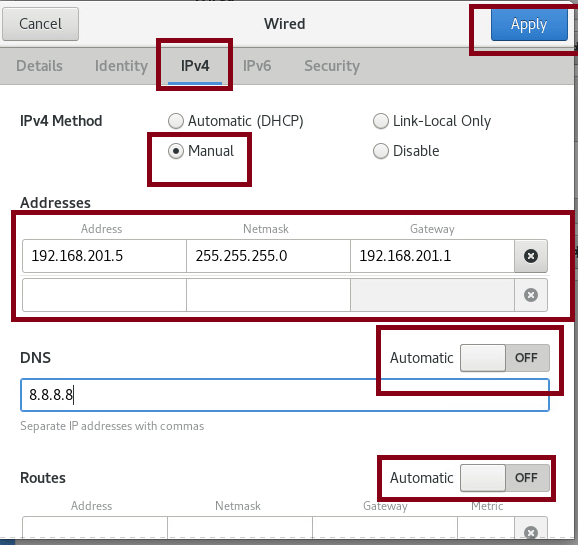 Cancel Wired Apply
Details Identity IPv4 IPv6 Security
IPv4 Method Automatic (DHCP) Link-Local Only
Manual Disable
Addresses
Address Netmask Gateway
192.168.201.5 255.255.255.0 192.168.201.1
DNS Automatic OFF
8.8.8.8
Separate IP addresses with commas
Routes Automatic OFF
Address Netmask Gateway Metric